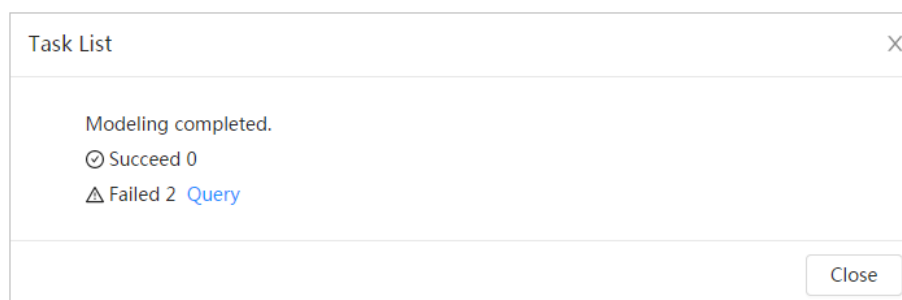 Task List
Modeling completed.
Succeed 0
Failed 2 Query
Close